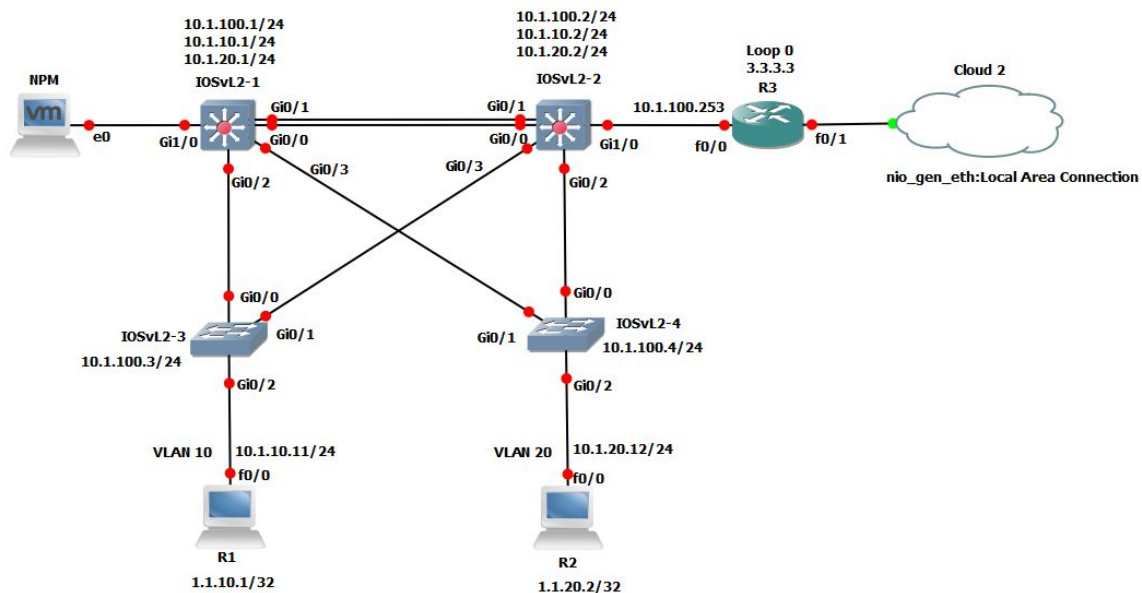 10.1.100.1/24
10.1.10.1/24
10.1.20.1/24
IOSvL2-1
10.1.100.2/24
10.1.10.2/24
10.1.20.2/24
IOSvL2-2
Loop 0
3.3.3.3
R3
Cloud 2
NPM
vm
e0
Gi1/0
Gi0/1
Gi0/0
Gi0/1
Gi0/0
10.1.100.253
Gi1/0
f0/0
f0/1
nio_gen_eth:Local Area Connection
Gi0/2
Gi0/3
Gi0/3
Gi0/2
Gi0/0
Gi0/1
IOSvL2-3
10.1.100.3/24
Gi0/0
Gi0/1
IOSvL2-4
10.1.100.4/24
Gi0/2
Gi0/2
VLAN 10
10.1.10.11/24
f0/0
VLAN 20
10.1.20.12/24
f0/0
R1
1.1.10.1/32
R2
1.1.20.2/32